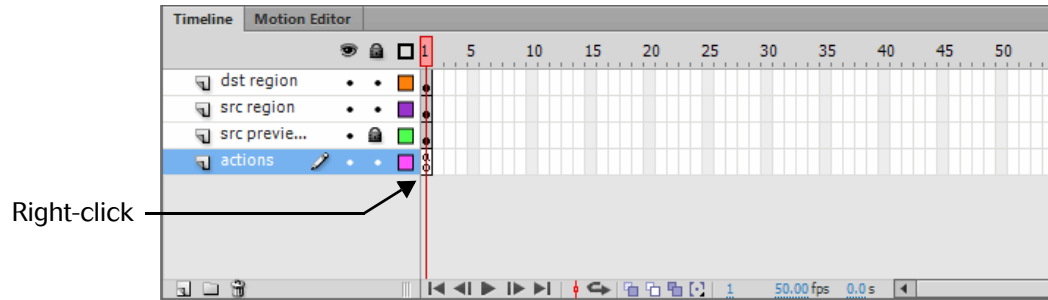 Timeline Motion Editor
1 5 10 15 20 25 30 35 40 45 50
dst region
src region
src previe...
actions
Right-click
1 50.00 fps 0.0 s